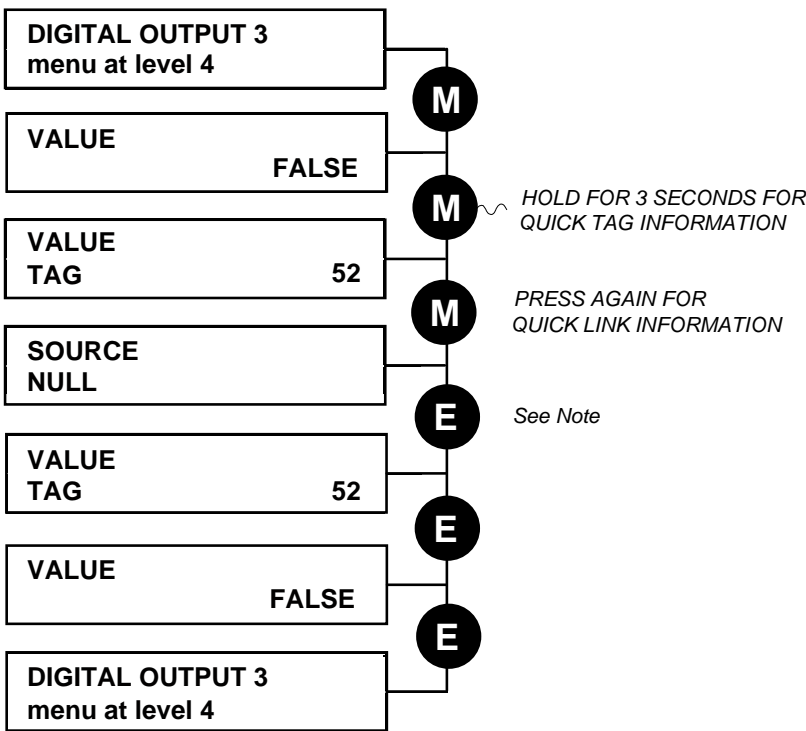 DIGITAL OUTPUT 3
menu at level 4
M
VALUE
FALSE
M
HOLD FOR 3 SECONDS FOR
QUICK TAG INFORMATION
VALUE
TAG 52
M
PRESS AGAIN FOR
QUICK LINK INFORMATION
SOURCE
NULL
E
See Note
VALUE
TAG 52
E
VALUE
FALSE
E
DIGITAL OUTPUT 3
menu at level 4